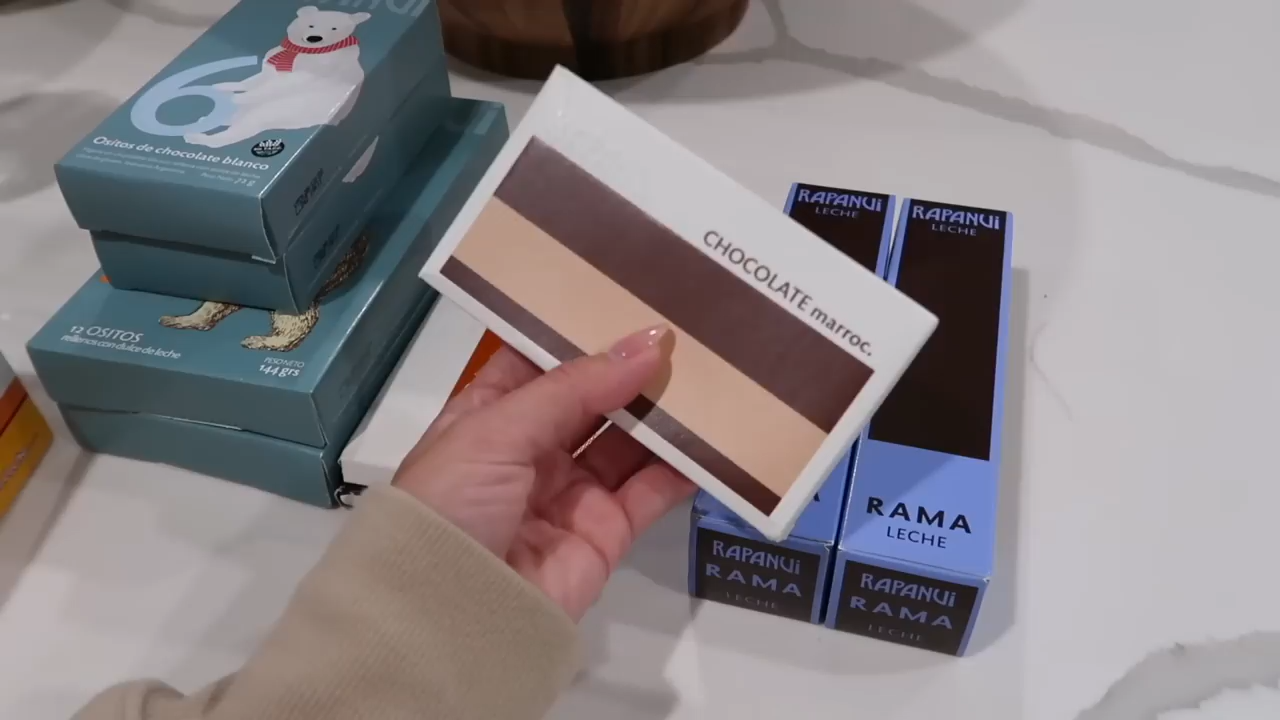 6
Ositos de chocolate blanco
12 OSITOS
rellenos con dulce de leche
PESO NETO
144 grs
CHOCOLATE marroc.
RAPANUi
LECHE
RAPANUi
LECHE
RAMA
LECHE
RAPANUi
RAMA
LECHE
RAPANUi
RAMA
LECHE